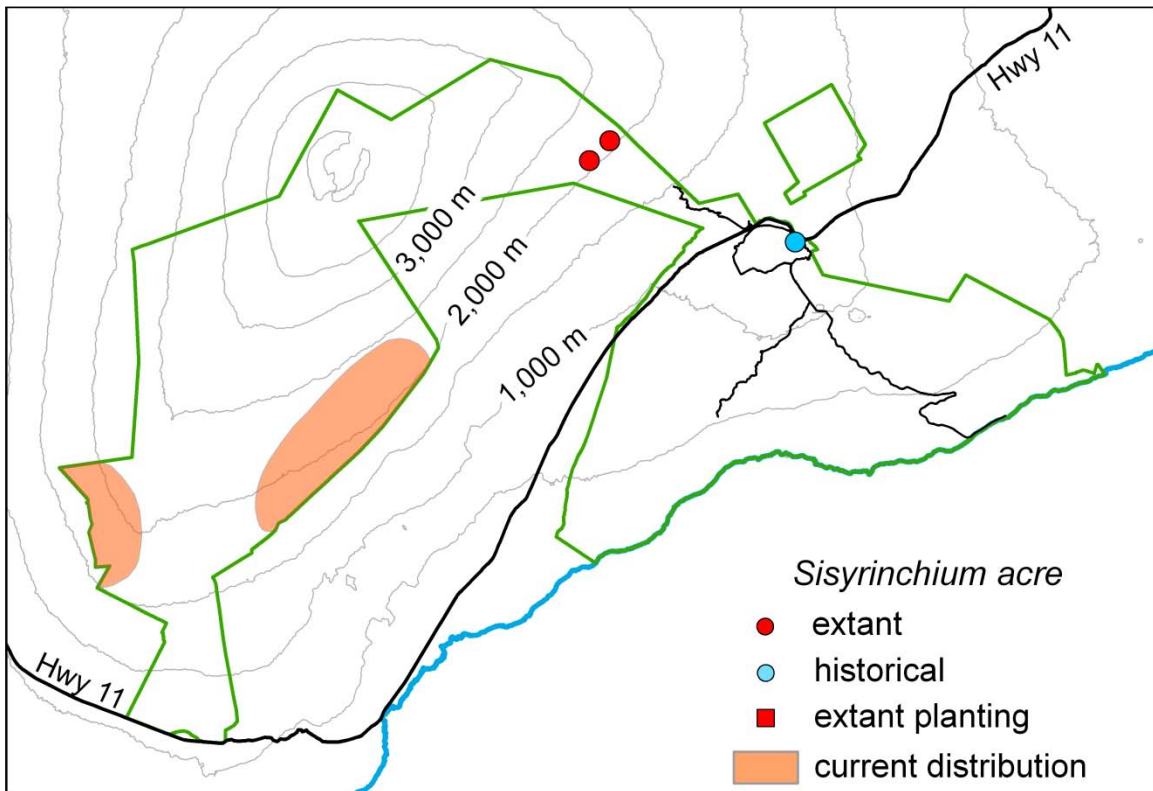 Hwy 11
3,000 m
2,000 m
1,000 m
Hwy 11
Sisyrinchium acre
extant
historical
extant planting
current distribution